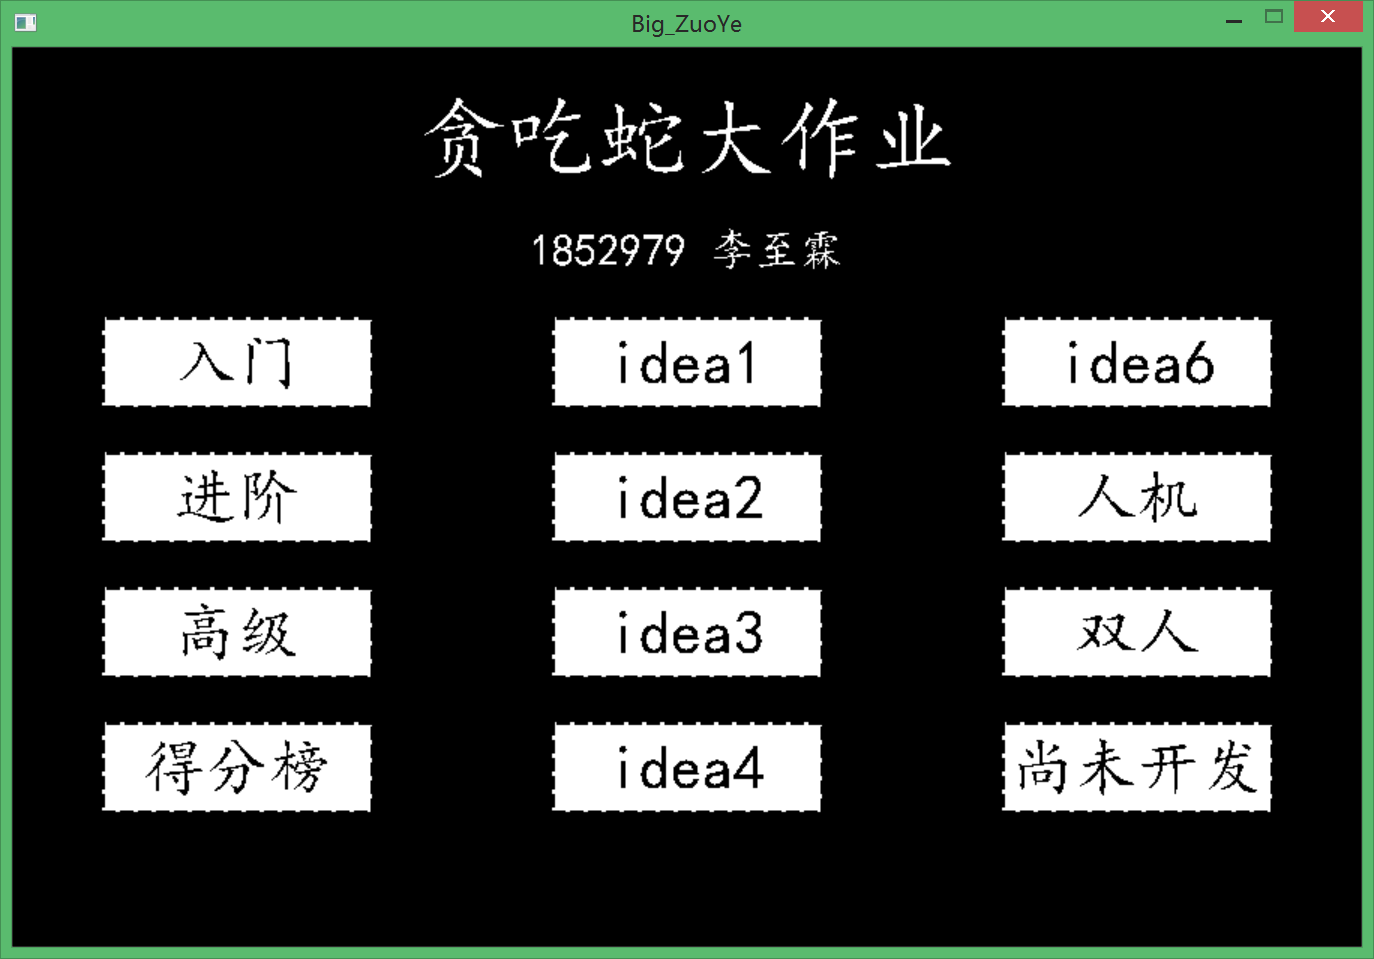 Big_ZuoYe
贪吃蛇大作业
1852979 李至霖
入门
idea1
idea6
进阶
idea2
人机
高级
idea3
双人
得分榜
idea4
尚未开发